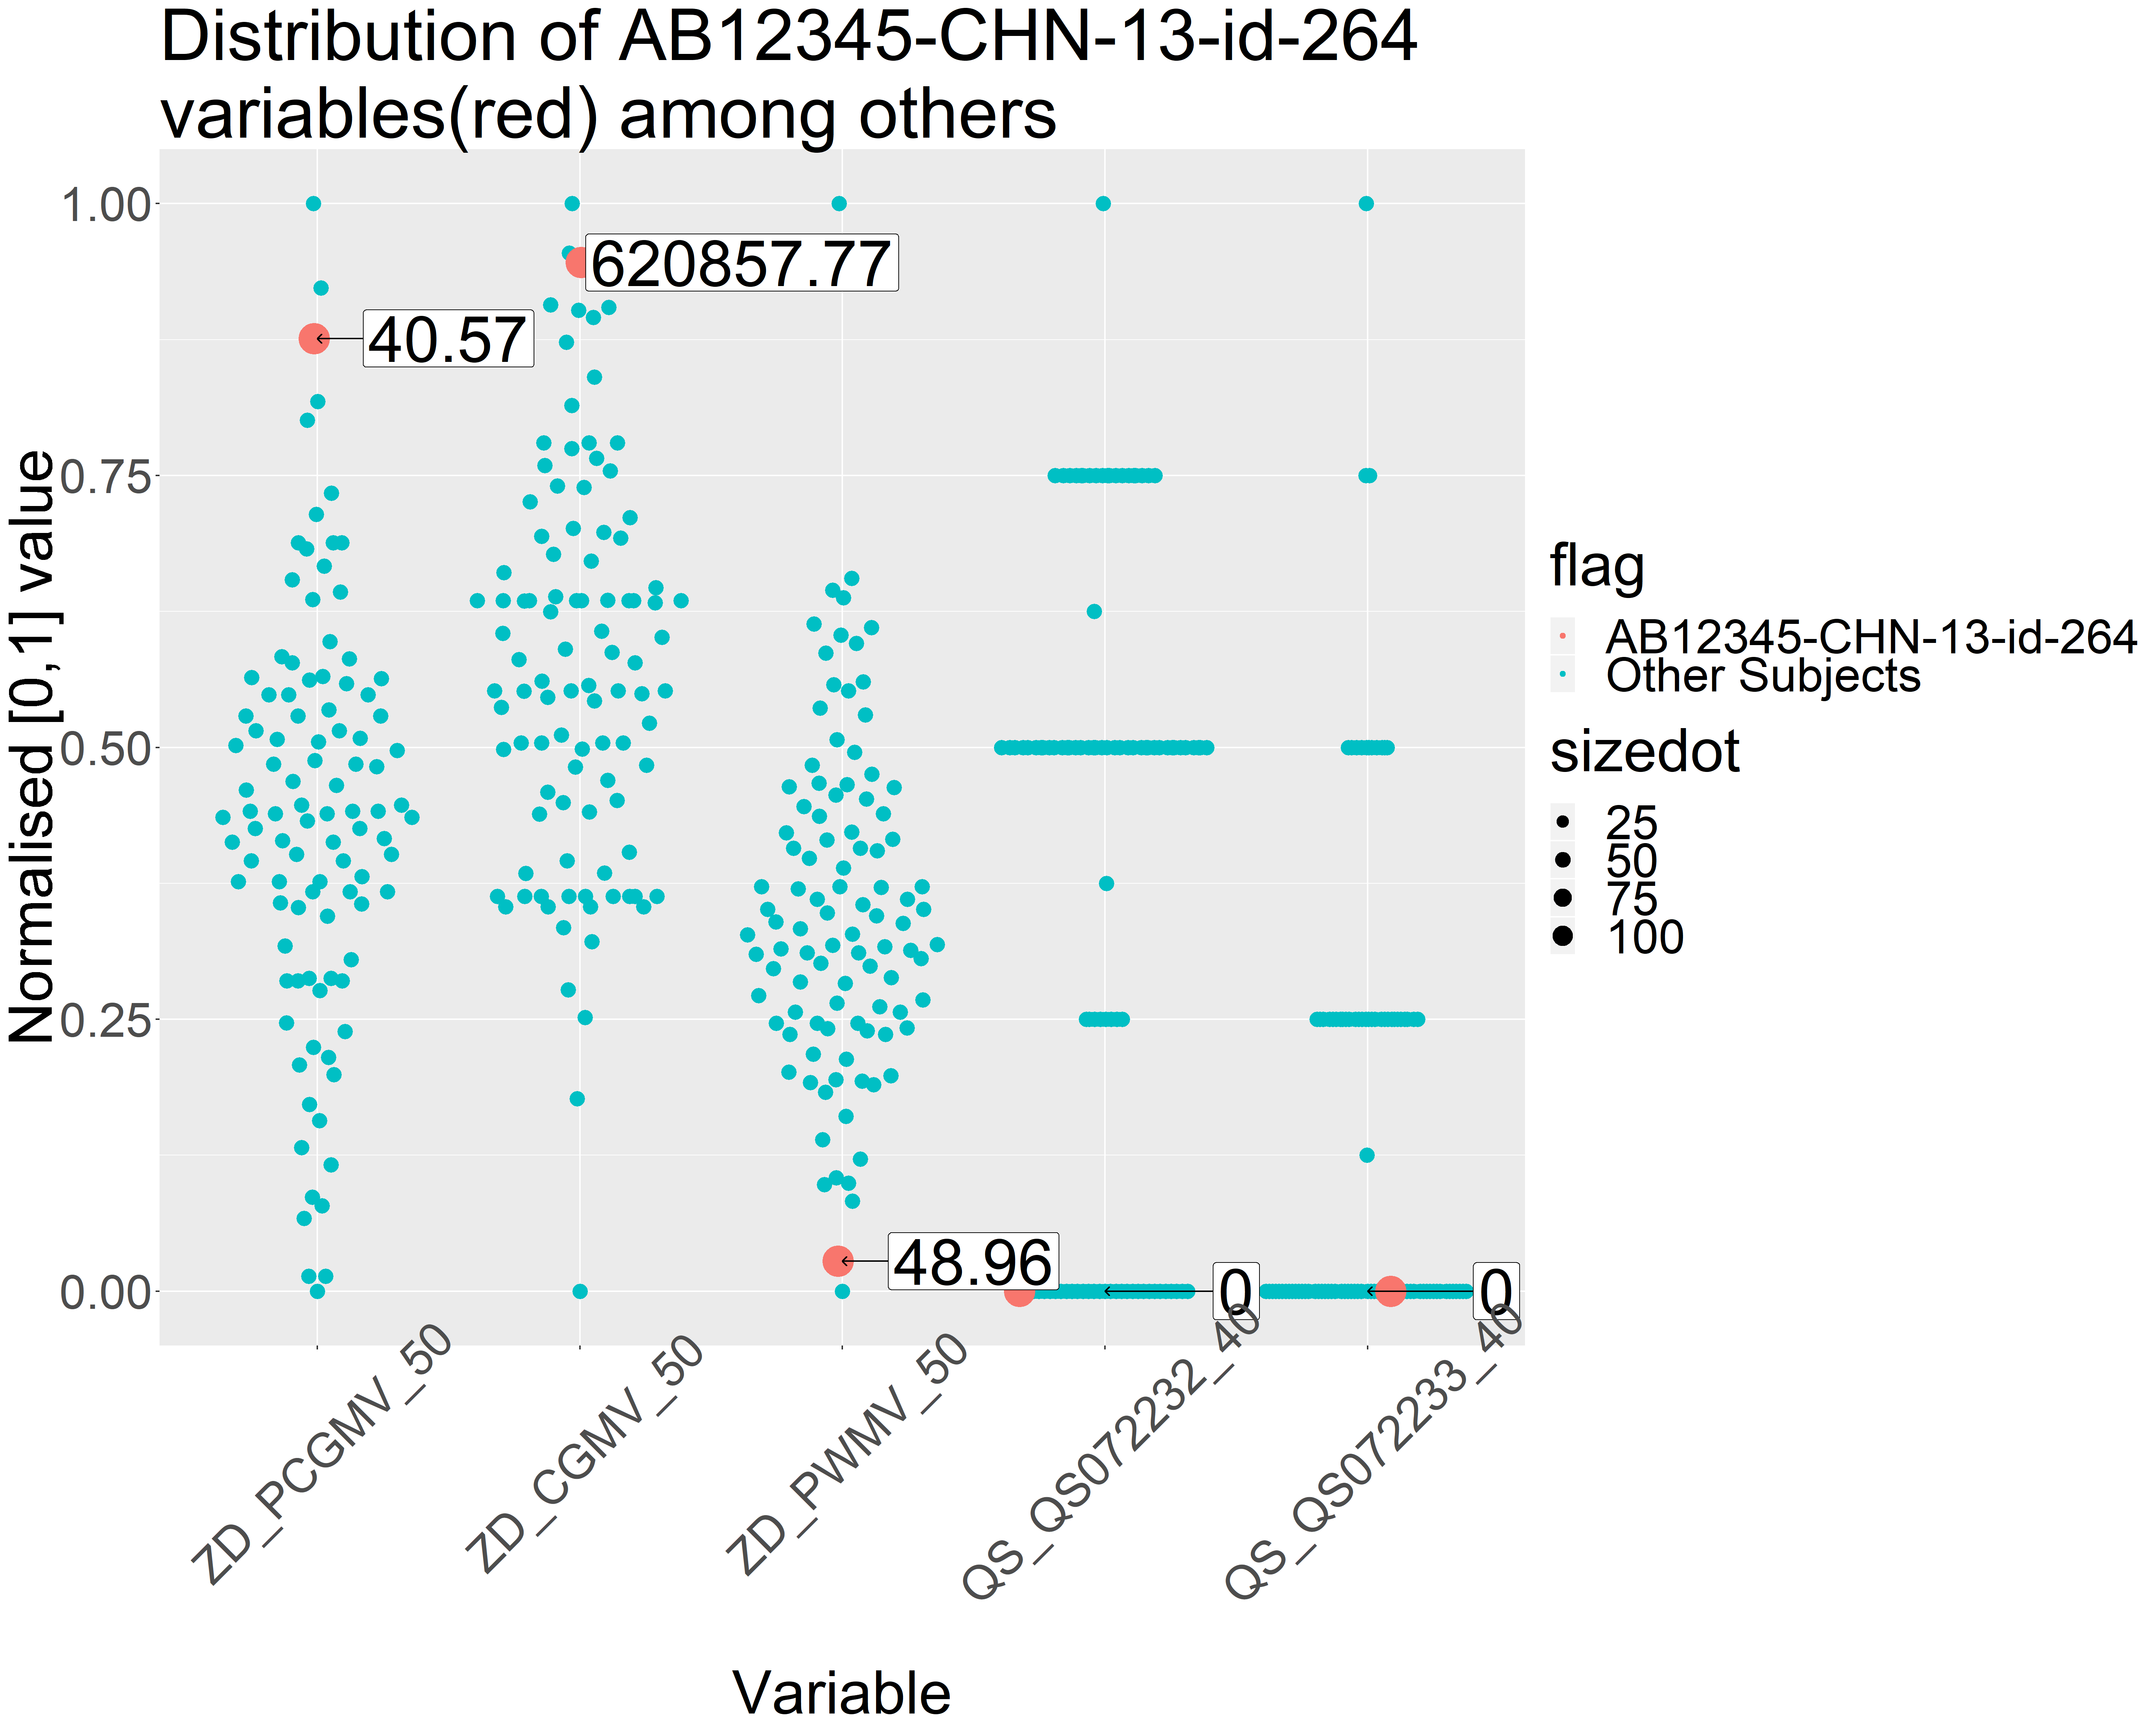 Distribution of AB12345-CHN-13-id-264
variables(red) among others
Normalised [0,1] value
1.00
0.75
0.50
0.25
0.00
620857.77
40.57
48.96
0
0
ZD_PCGMV_50
ZD_CGMV_50
ZD_PWMV_50
QS_QS072232_40
QS_QS072233_40
Variable
flag
AB12345-CHN-13-id-264
Other Subjects
sizedot
25
50
75
100